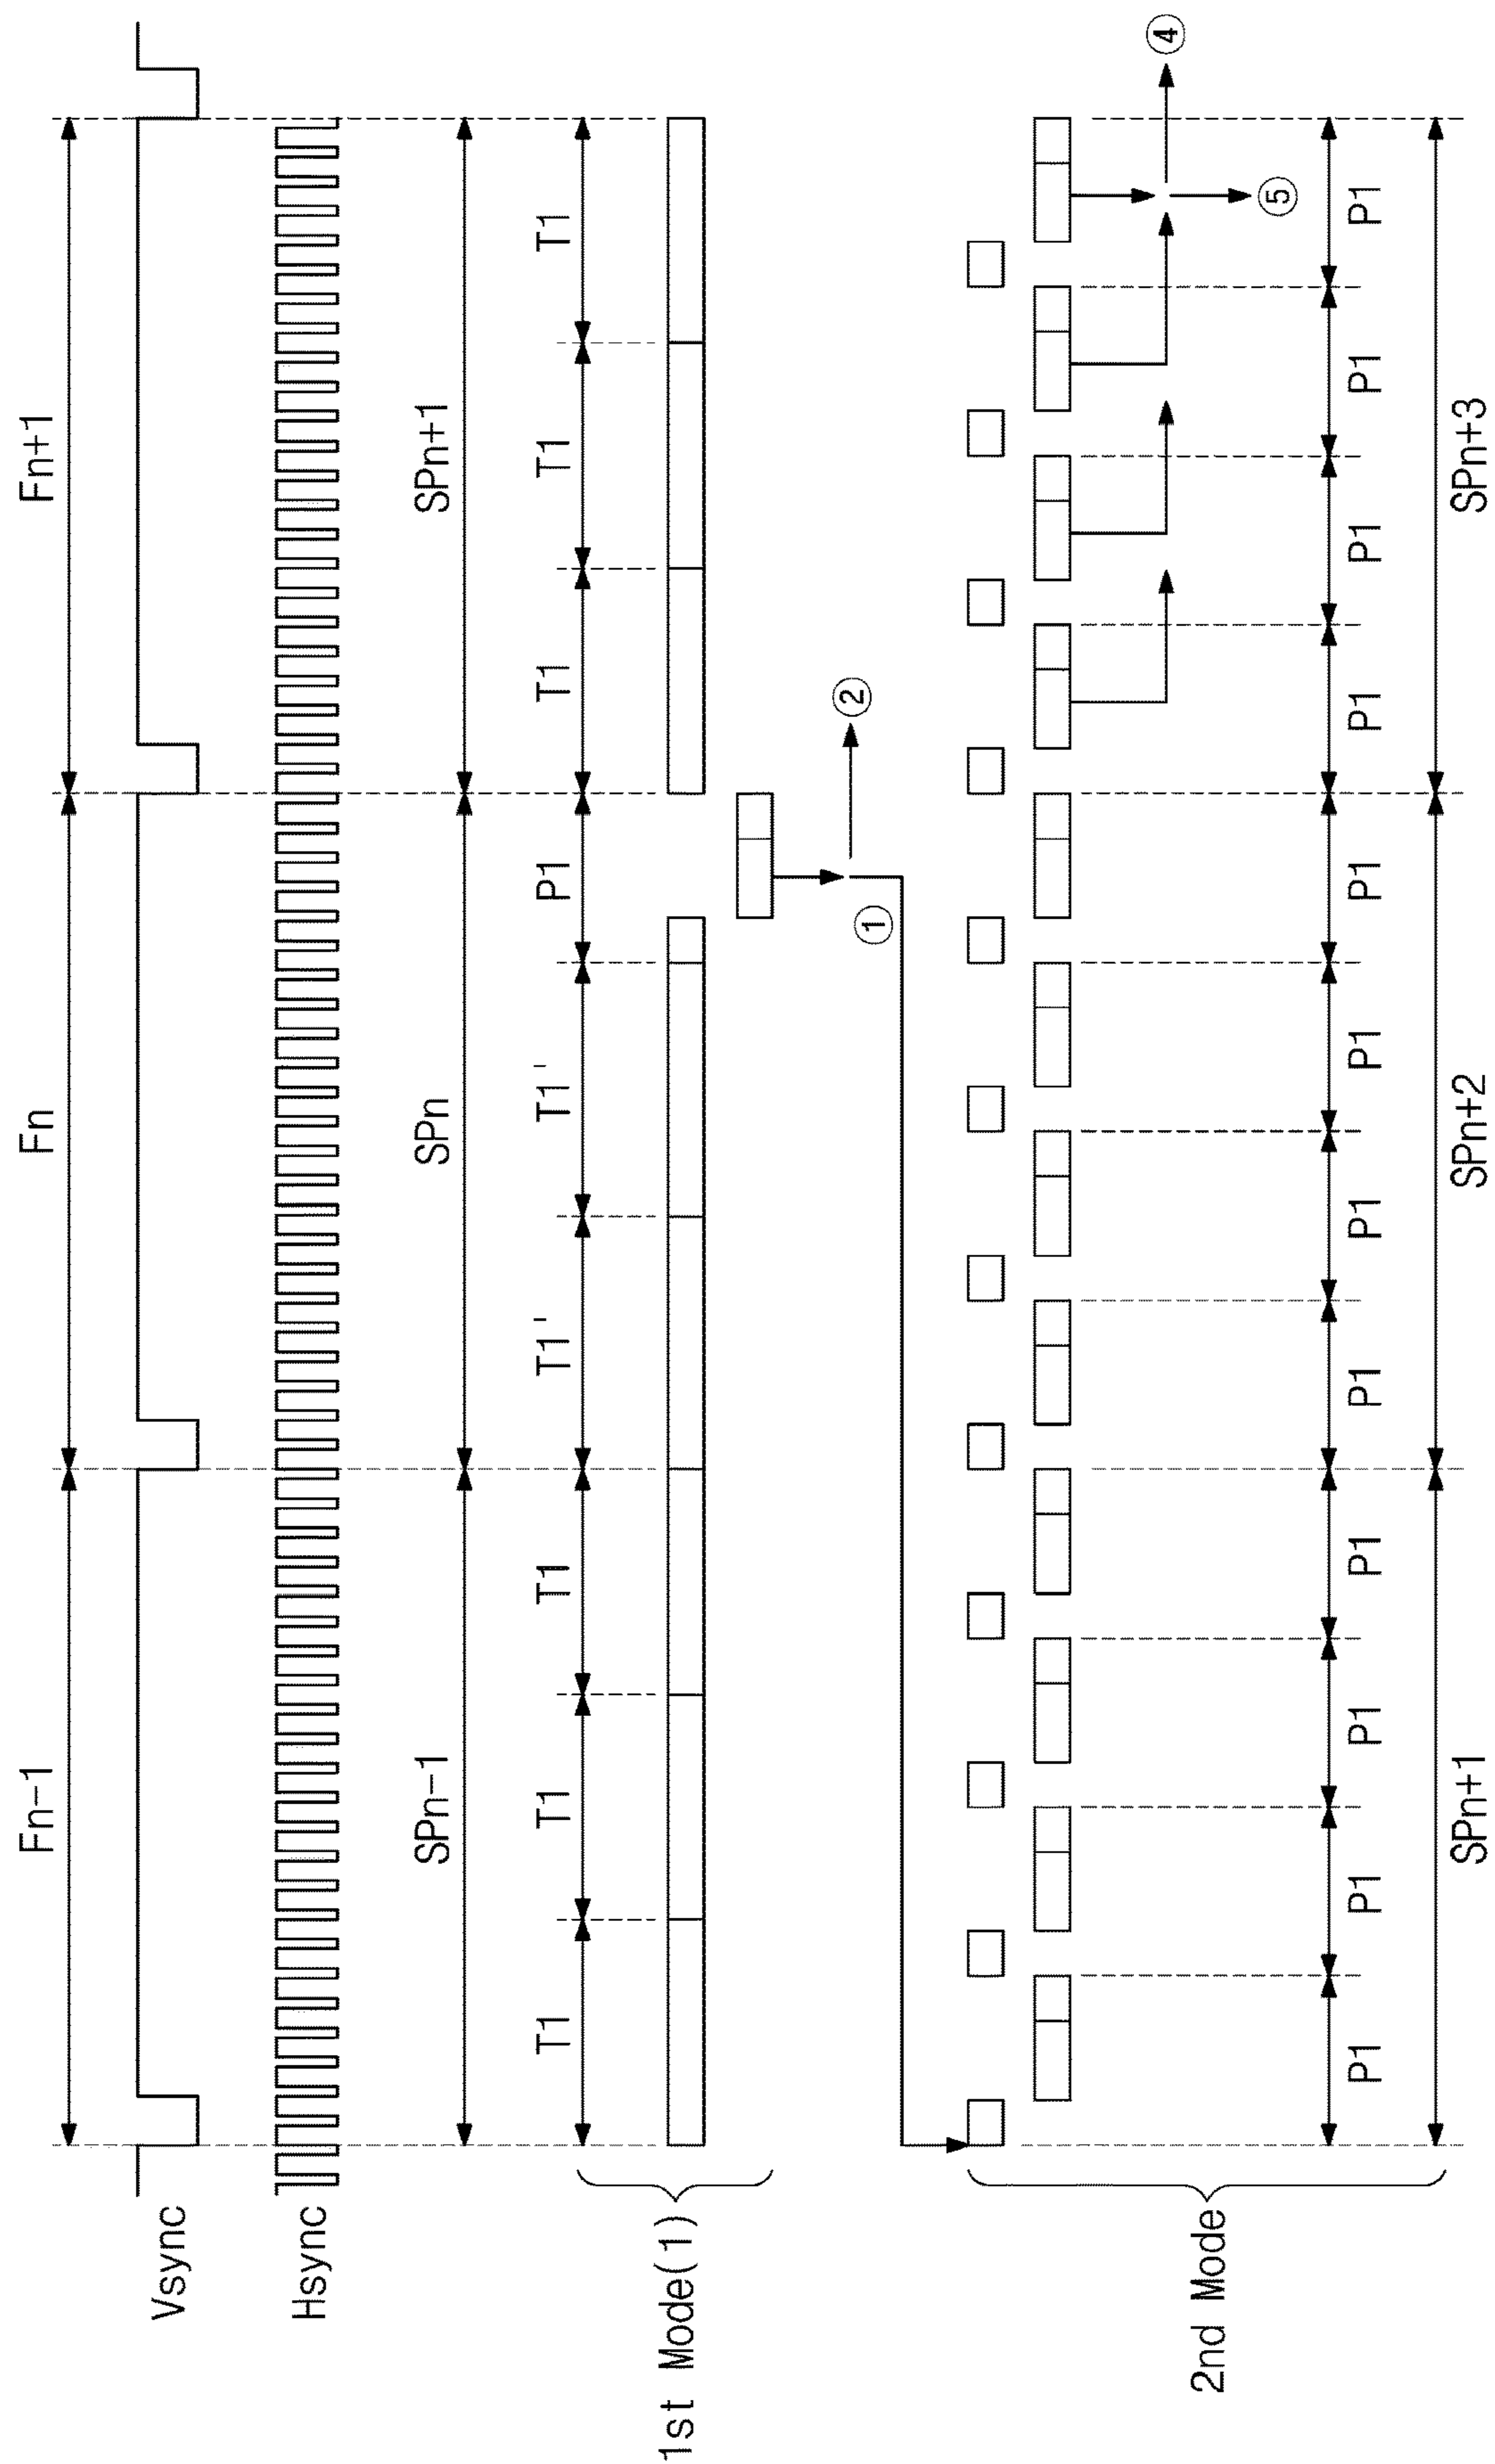 Fn-1 Fn Fn+1
Vsync
Hsync
SPn-1 SPn SPn+1
T1 T1 T1 T1' T1' P1 T1 T1 T1
1st Mode(1)
②
①
2nd Mode
④
⑤
P1 P1 P1 P1 P1 P1 P1 P1 P1 P1 P1 P1
SPn+1 SPn+2 SPn+3